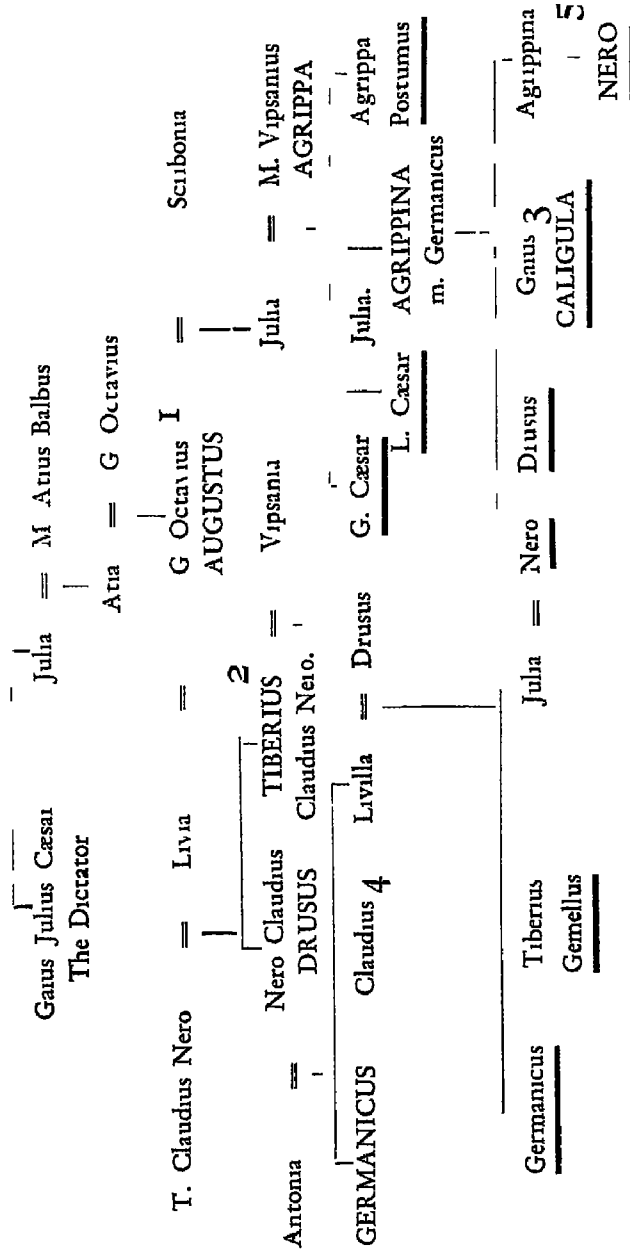 Julia = M Atius Balbus
Gaius Julius Cæsar
The Dictator
Atia = G Octavius
T. Claudius Nero = Livia = G Octavius 1 = Scribonia
AUGUSTUS
Antonia = Nero Claudius TIBERIUS 2 = Vipsania Julia = M. Vipsanius
DRUSUS Claudius Nero. AGRIPPA
GERMANICUS Claudius 4 Livilla = Drusus G. Cæsar Julia. Agrippa
L. Cæsar AGRIPPINA Postumus
m. Germanicus
Germanicus Tiberius Julia = Nero Drusus Gaius 3 Agrippina
Gemellus CALIGULA 5
NERO